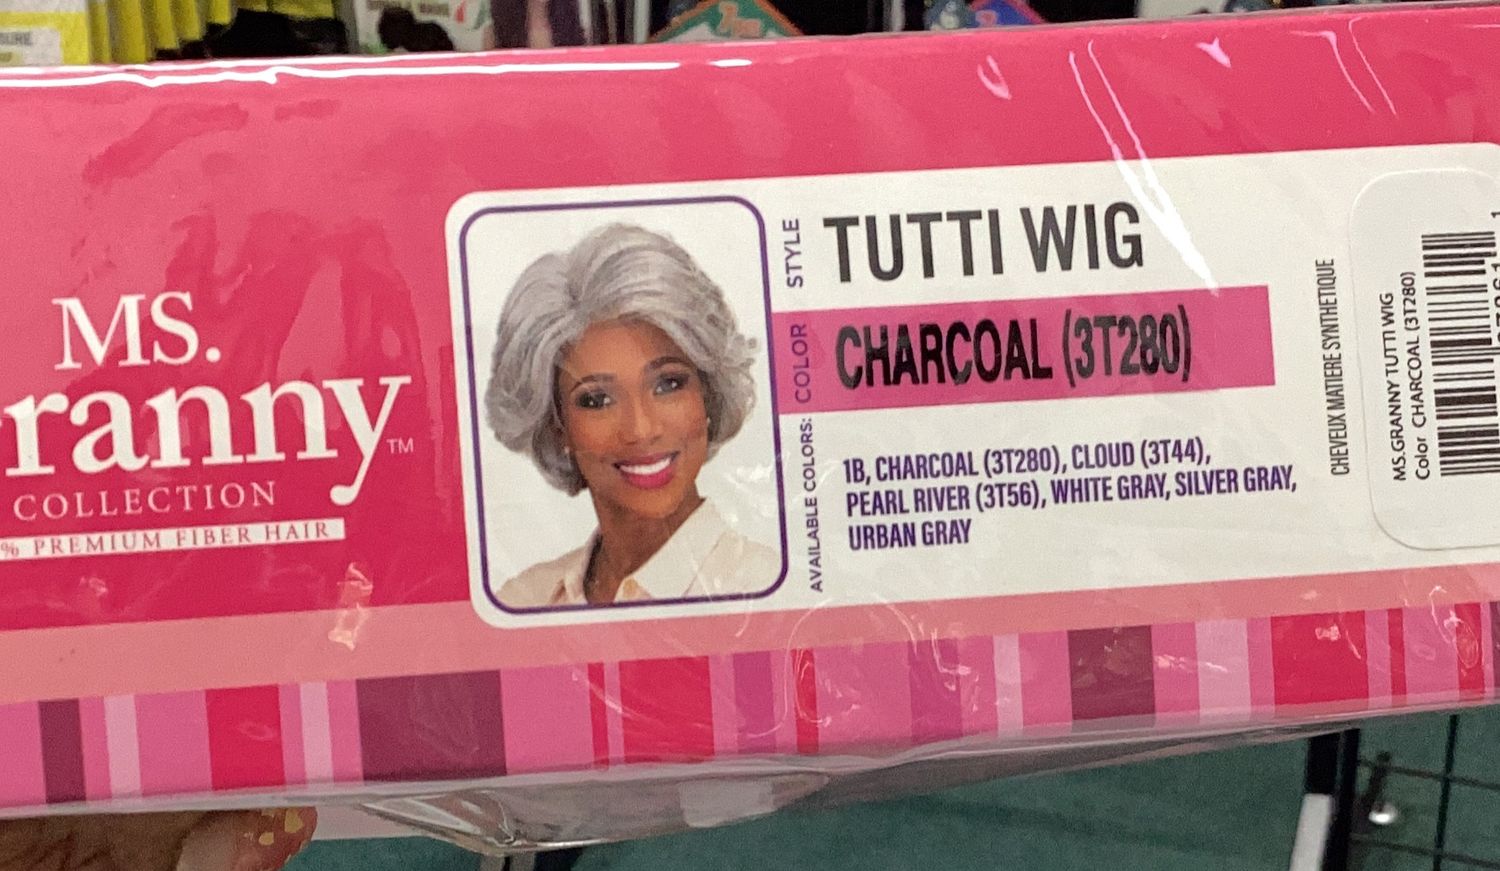 MS.
ranny™
COLLECTION
% PREMIUM FIBER HAIR
STYLE
TUTTI WIG
COLOR
CHARCOAL (3T280)
AVAILABLE COLORS:
1B, CHARCOAL (3T280), CLOUD (3T44),
PEARL RIVER (3T56), WHITE GRAY, SILVER GRAY,
URBAN GRAY
CHEVEUX MATIERE SYNTHETIQUE
MS.GRANNY TUTTI WIG
Color CHARCOAL (3T280)